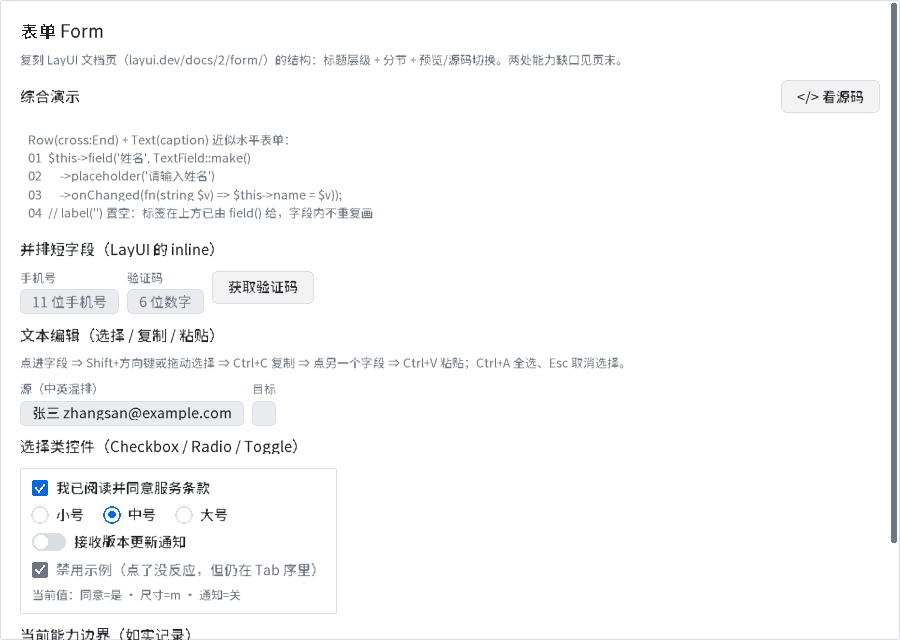 表单 Form
复刻 LayUI 文档页（layui.dev/docs/2/form/）的结构：标题层级 + 分节 + 预览/源码切换。两处能力缺口见页末。
综合演示
</> 看源码
Row(cross:End) + Text(caption) 近似水平表单：
01 $this->field('姓名', TextField::make()
02 ->placeholder('请输入姓名')
03 ->onChanged(fn(string $v) => $this->name = $v));
04 // label('') 置空：标签在上方已由 field() 给，字段内不重复画
并排短字段（LayUI 的 inline）
手机号 验证码
11 位手机号 6 位数字 获取验证码
文本编辑（选择 / 复制 / 粘贴）
点进字段 ⇒ Shift+方向键或拖动选择 ⇒ Ctrl+C 复制 ⇒ 点另一个字段 ⇒ Ctrl+V 粘贴；Ctrl+A 全选、Esc 取消选择。
源（中英混排） 目标
张三 zhangsan@example.com
选择类控件（Checkbox / Radio / Toggle）
我已阅读并同意服务条款
小号 中号 大号
接收版本更新通知
禁用示例（点了没反应，但仍在 Tab 序里）
当前值：同意=是 · 尺寸=m · 通知=关
当前能力边界（如实记录）